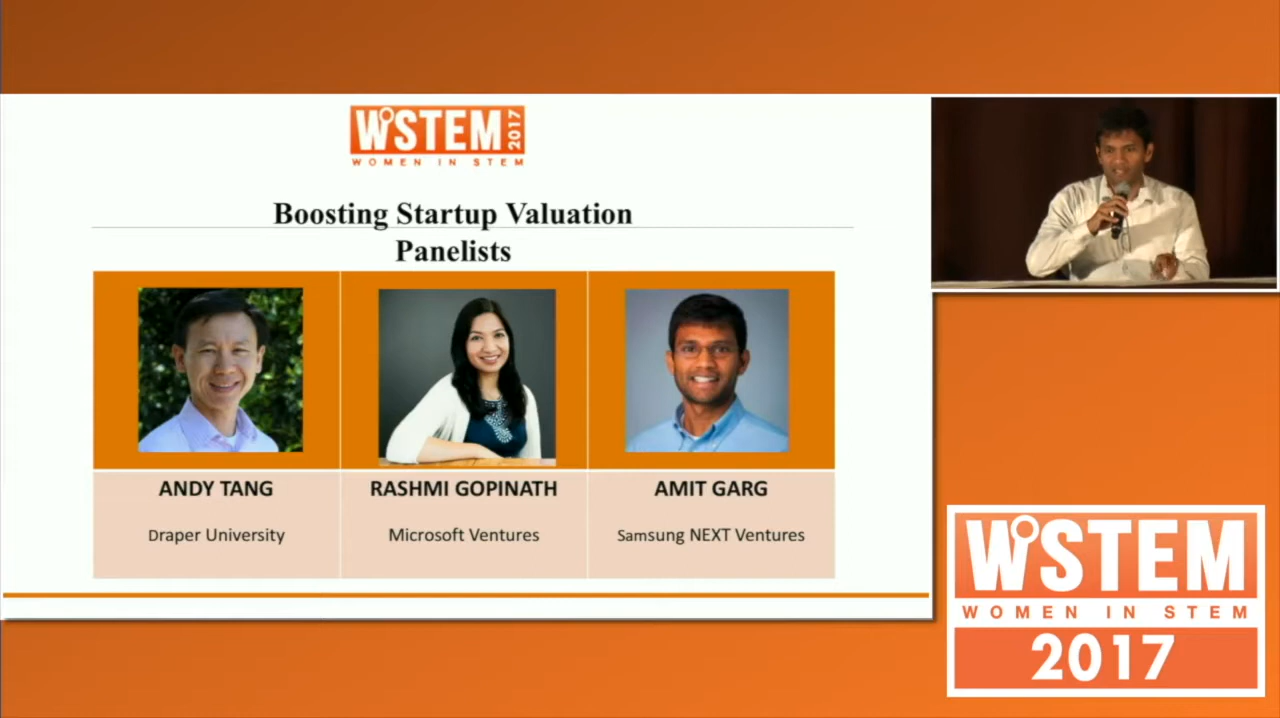 WSTEM 2017
WOMEN IN STEM
Boosting Startup Valuation
Panelists
ANDY TANG
RASHMI GOPINATH
AMIT GARG
Draper University
Microsoft Ventures
Samsung NEXT Ventures
WSTEM
WOMEN IN STEM
2017